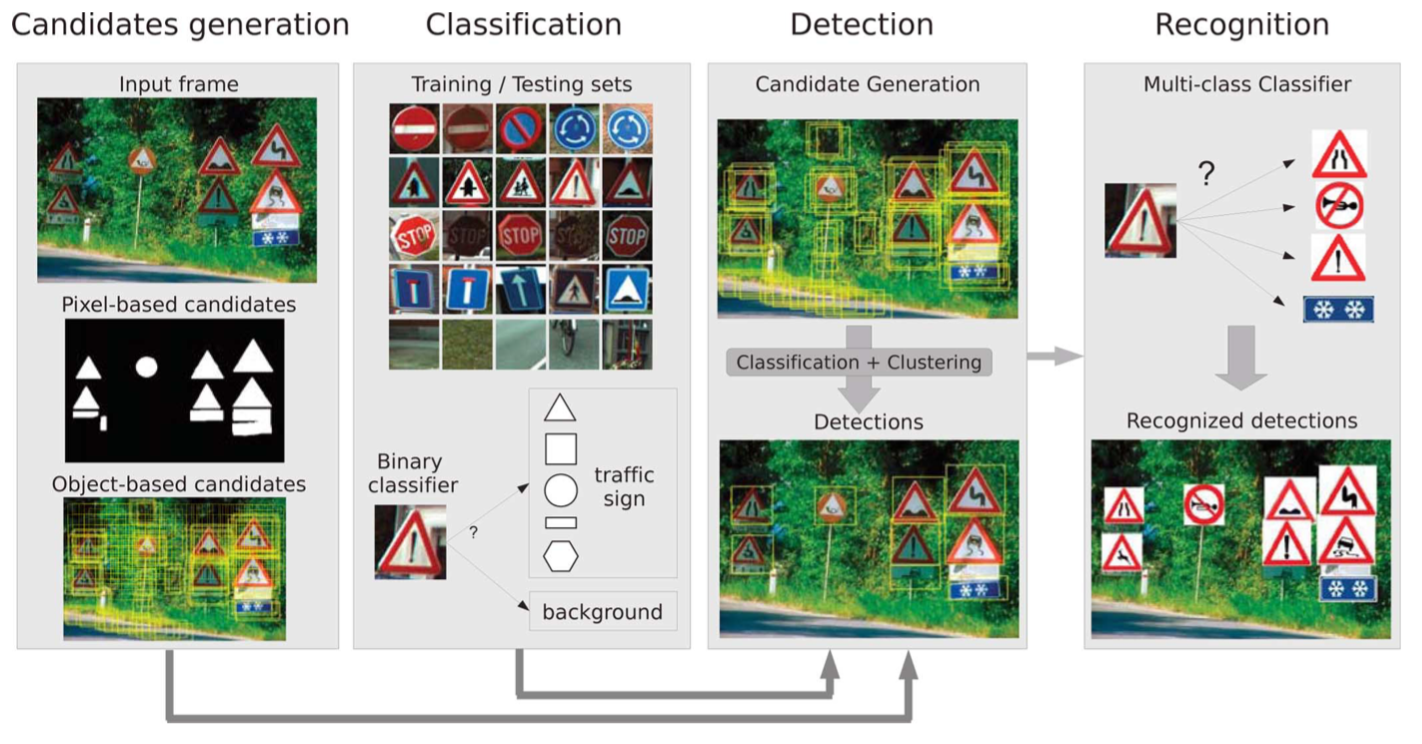 Candidates generation
Classification
Detection
Recognition
Input frame
Pixel-based candidates
Object-based candidates
Training / Testing sets
STOP
STOP
STOP
STOP
STOP
Binary
classifier
?
traffic
sign
background
Candidate Generation
Classification + Clustering
Detections
Multi-class Classifier
?
Recognized detections